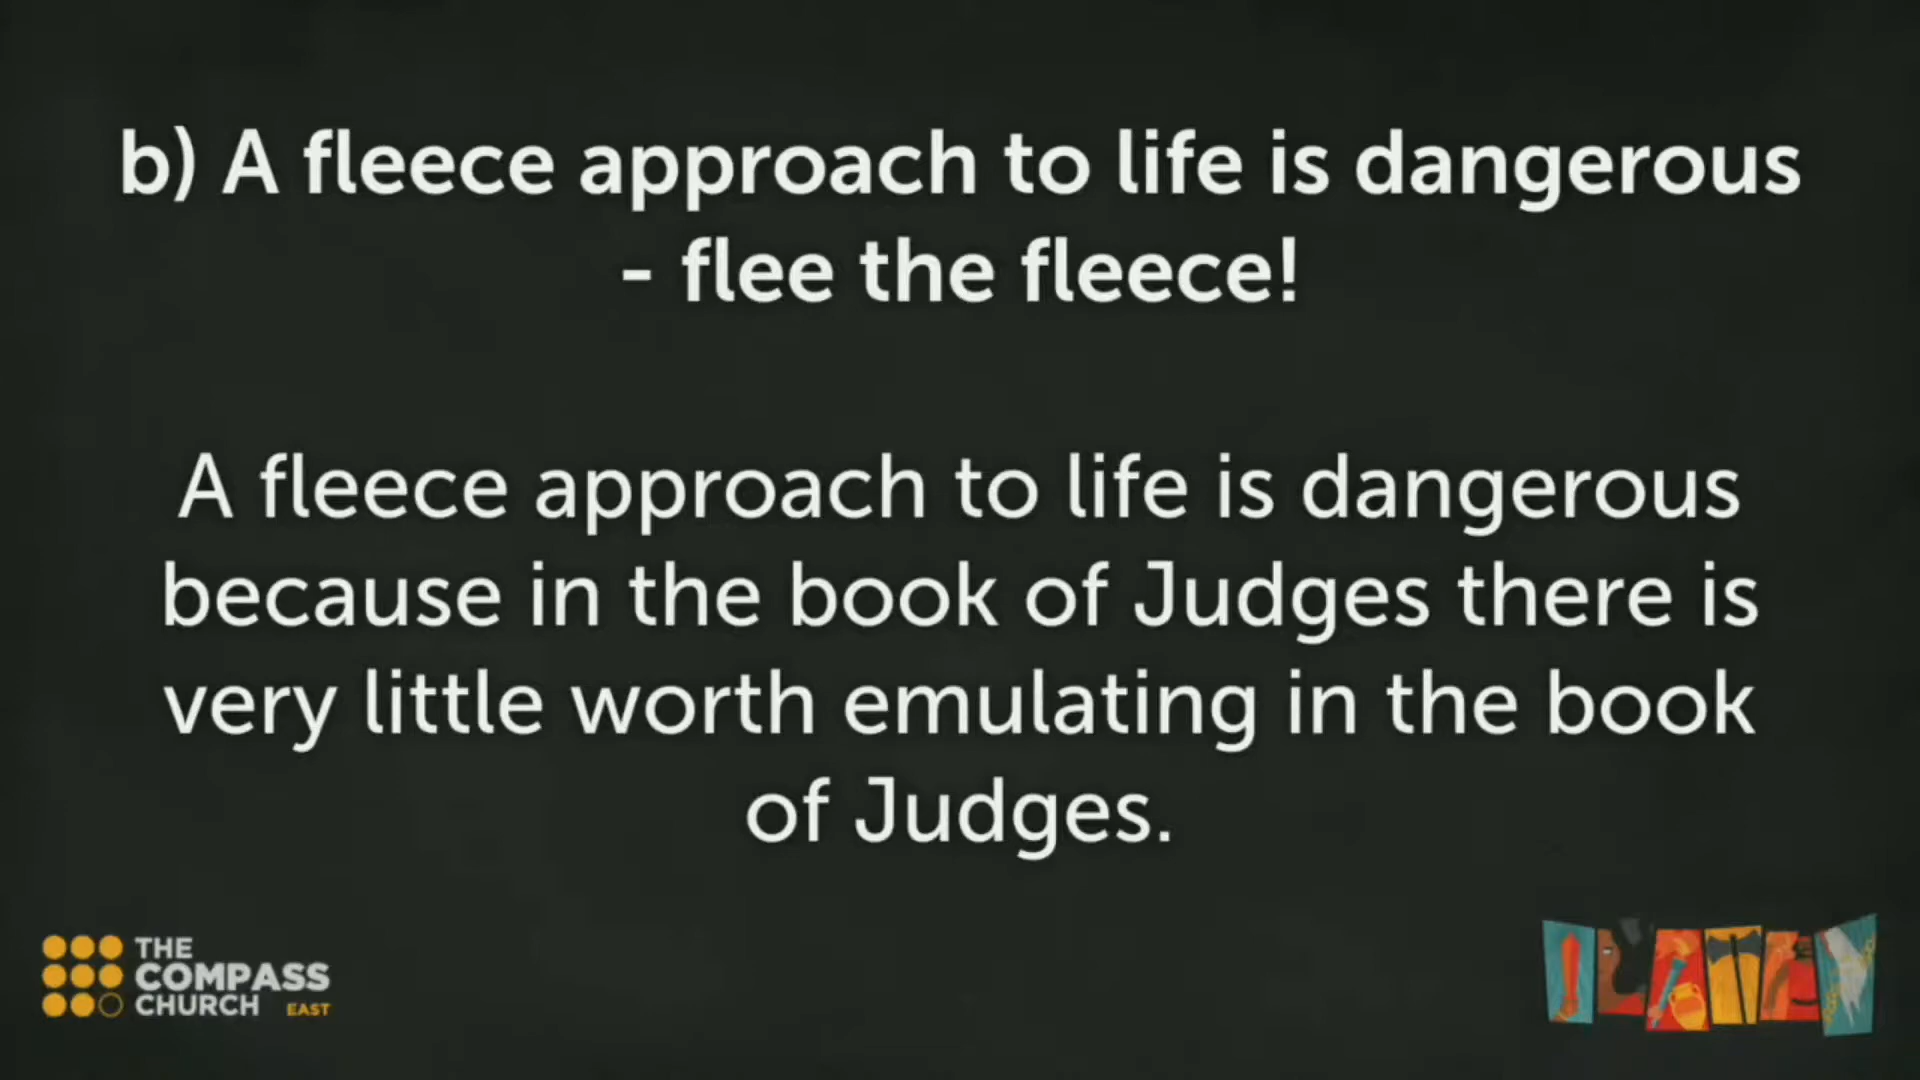 b) A fleece approach to life is dangerous
- flee the fleece!
A fleece approach to life is dangerous
because in the book of Judges there is
very little worth emulating in the book
of Judges.
THE
COMPASS
CHURCH EAST